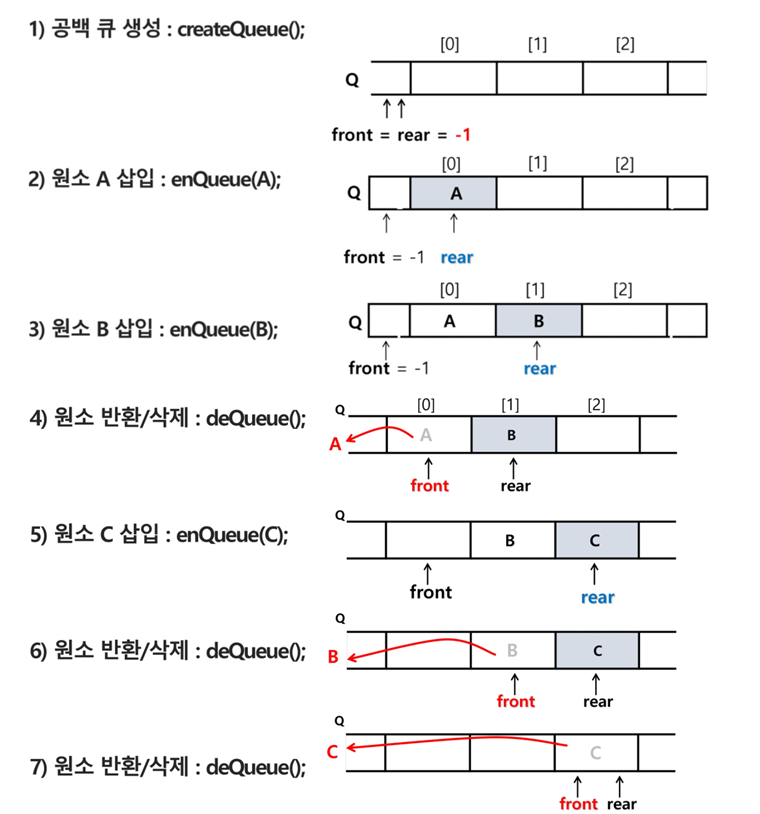 1) 공백 큐 생성 : createQueue();
[0] [1] [2]
Q
front = rear = -1
2) 원소 A 삽입 : enQueue(A);
[0] [1] [2]
Q A
front = -1 rear
3) 원소 B 삽입 : enQueue(B);
[0] [1] [2]
Q A B
front = -1 rear
4) 원소 반환/삭제 : deQueue();
Q [0] [1] [2]
A A B
front rear
5) 원소 C 삽입 : enQueue(C);
Q
B C
front rear
6) 원소 반환/삭제 : deQueue();
Q
B B C
front rear
7) 원소 반환/삭제 : deQueue();
Q
C C
front rear